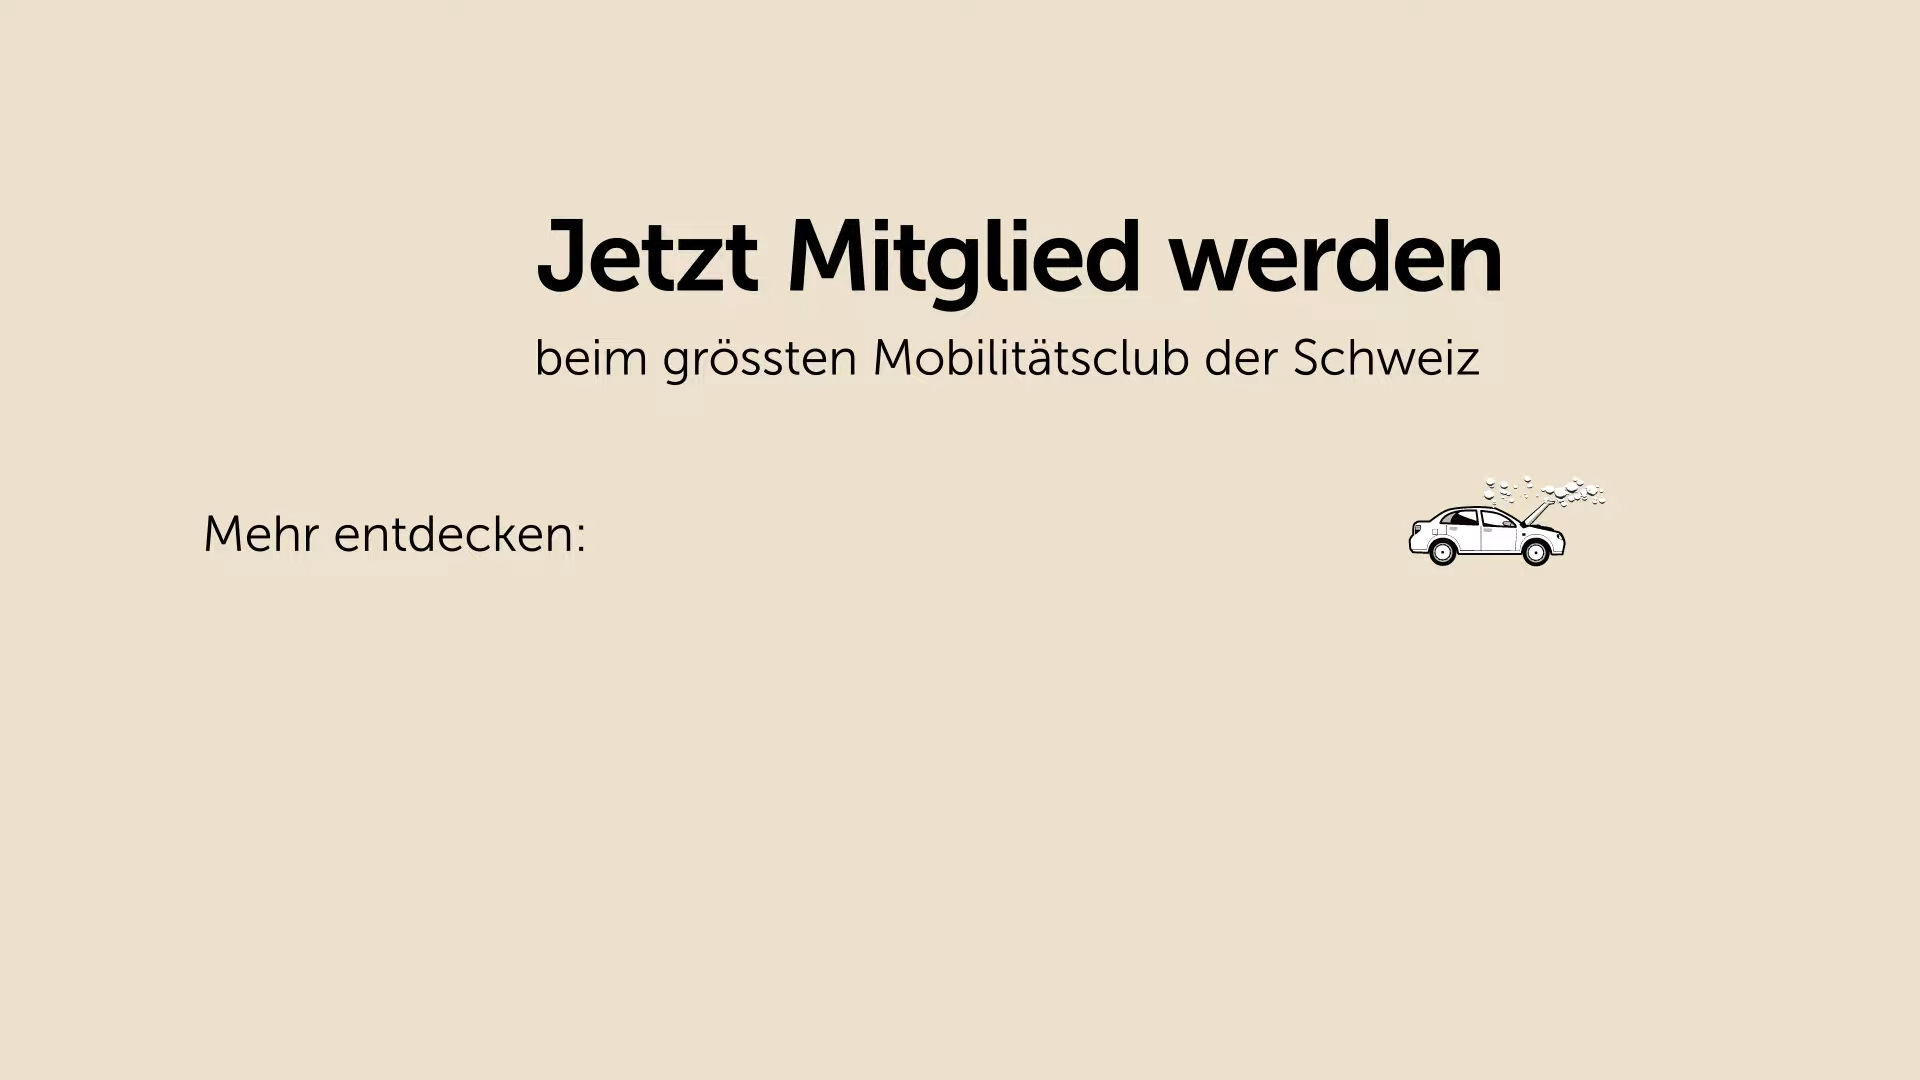 Jetzt Mitglied werden
beim grössten Mobilitätsclub der Schweiz
Mehr entdecken: